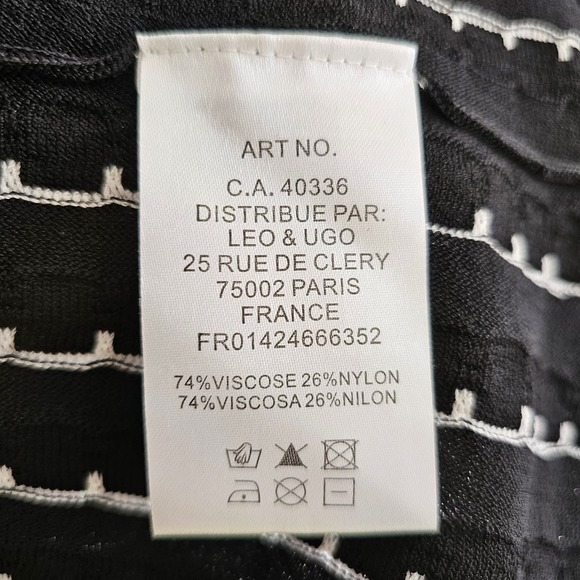 ART NO.
C.A. 40336
DISTRIBUE PAR:
LEO & UGO
25 RUE DE CLERY
75002 PARIS
FRANCE
FR01424666352
74%VISCOSE 26%NYLON
74%VISCOSA 26%NILON